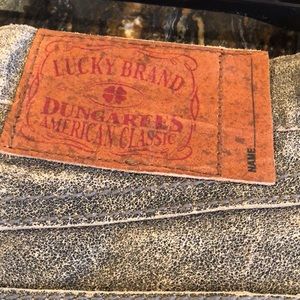 LUCKY BRAND
DUNGAREES
AMERICAN CLASSIC
NAME